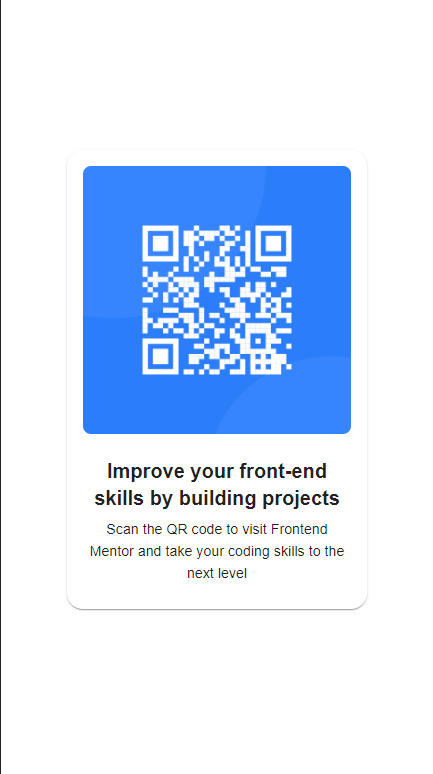 Improve your front-end
skills by building projects
Scan the QR code to visit Frontend
Mentor and take your coding skills to the
next level